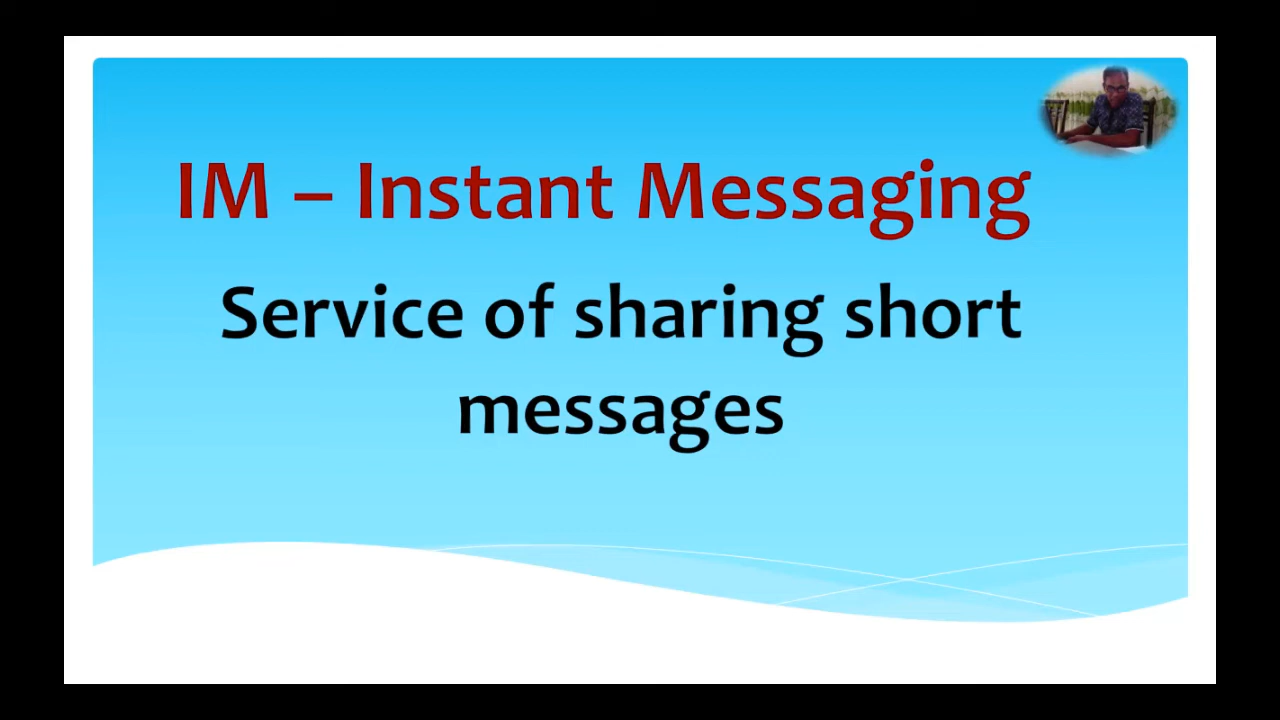 IM – Instant Messaging
Service of sharing short
messages